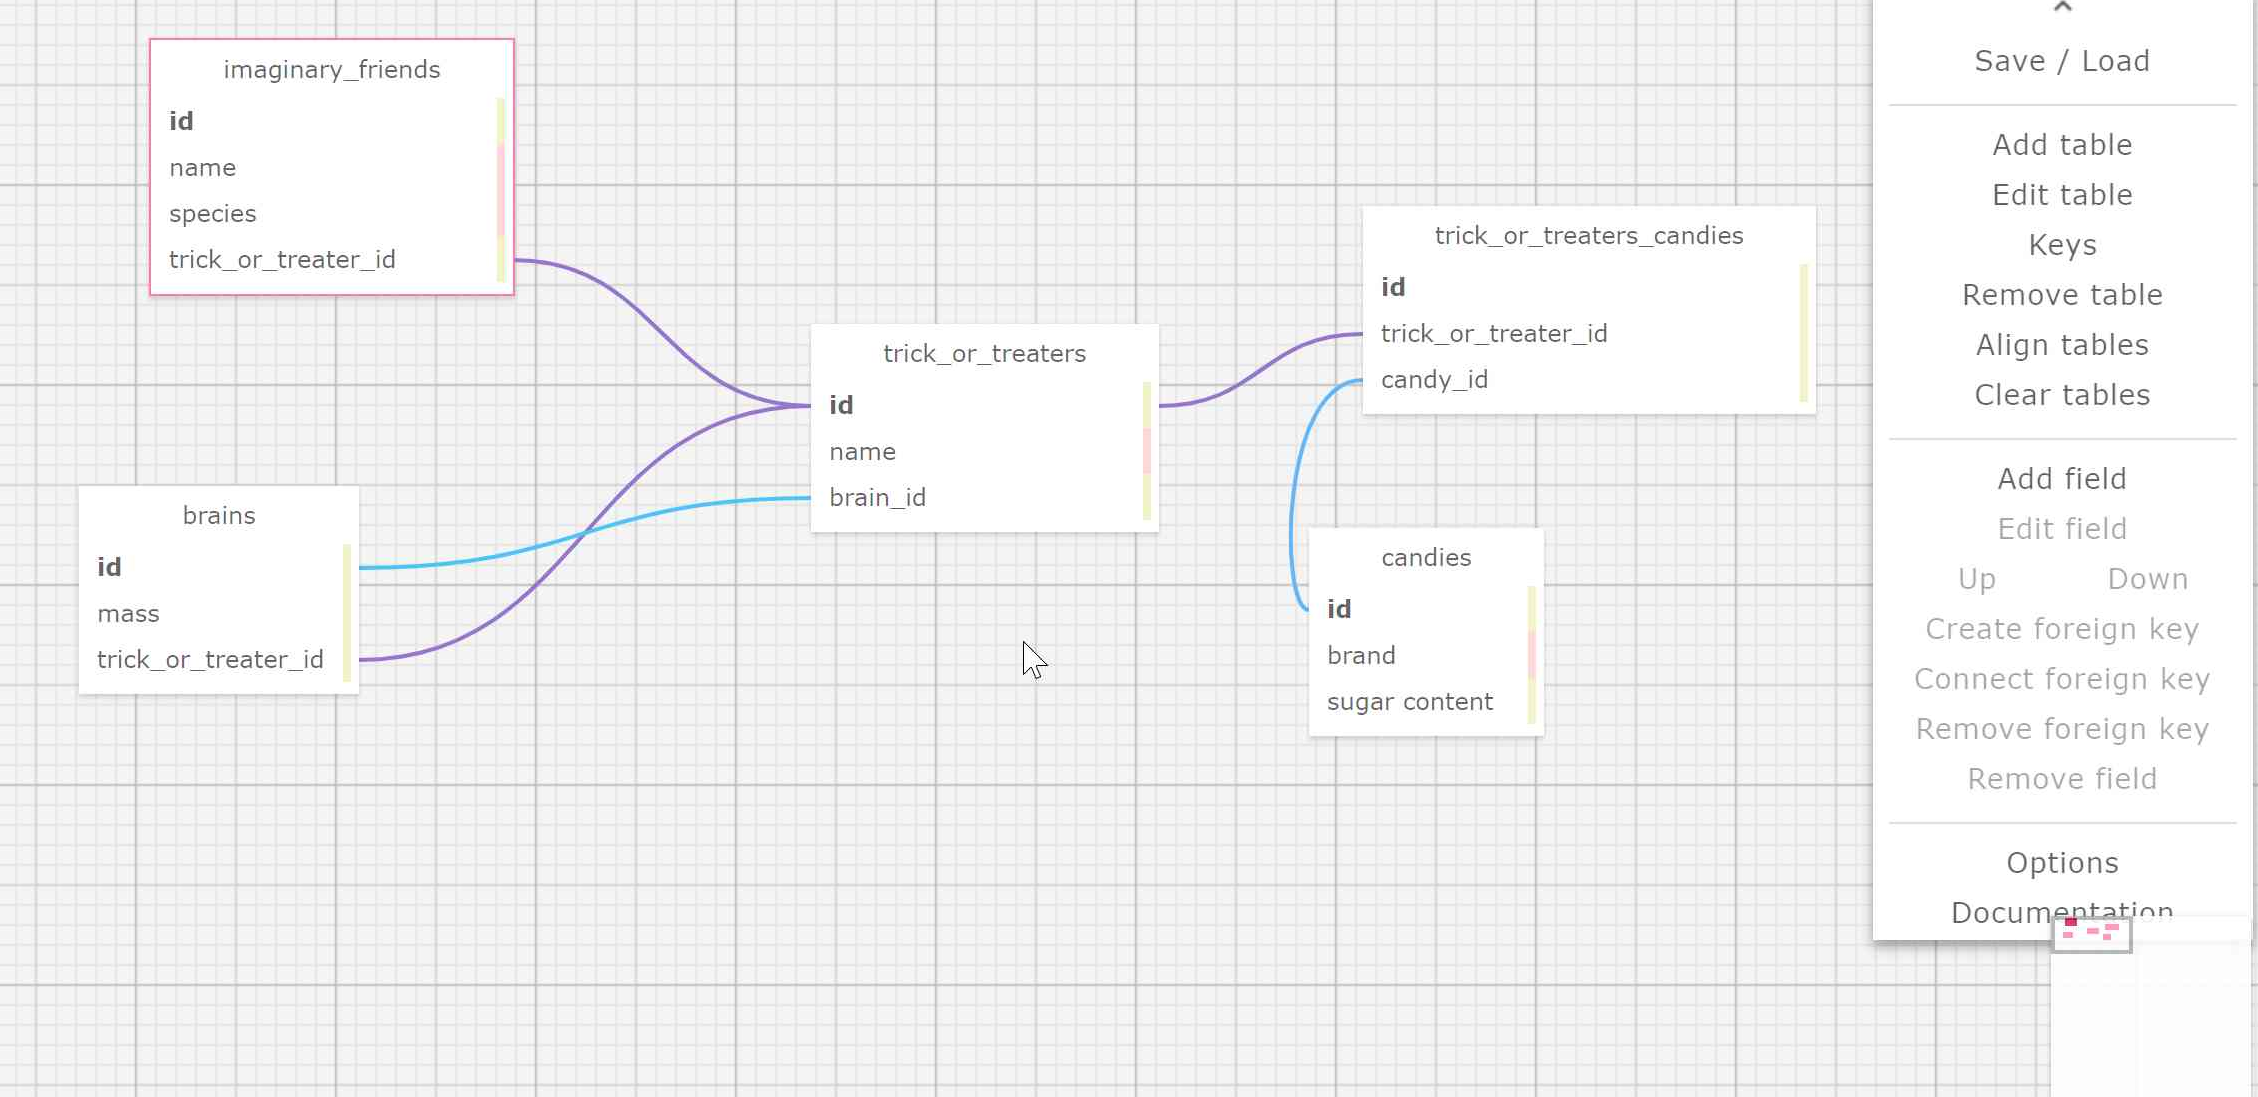 imaginary_friends
id
name
species
trick_or_treater_id
brains
id
mass
trick_or_treater_id
trick_or_treaters
id
name
brain_id
trick_or_treaters_candies
id
trick_or_treater_id
candy_id
candies
id
brand
sugar content
Save / Load
Add table
Edit table
Keys
Remove table
Align tables
Clear tables
Add field
Edit field
Up Down
Create foreign key
Connect foreign key
Remove foreign key
Remove field
Options
Documentation